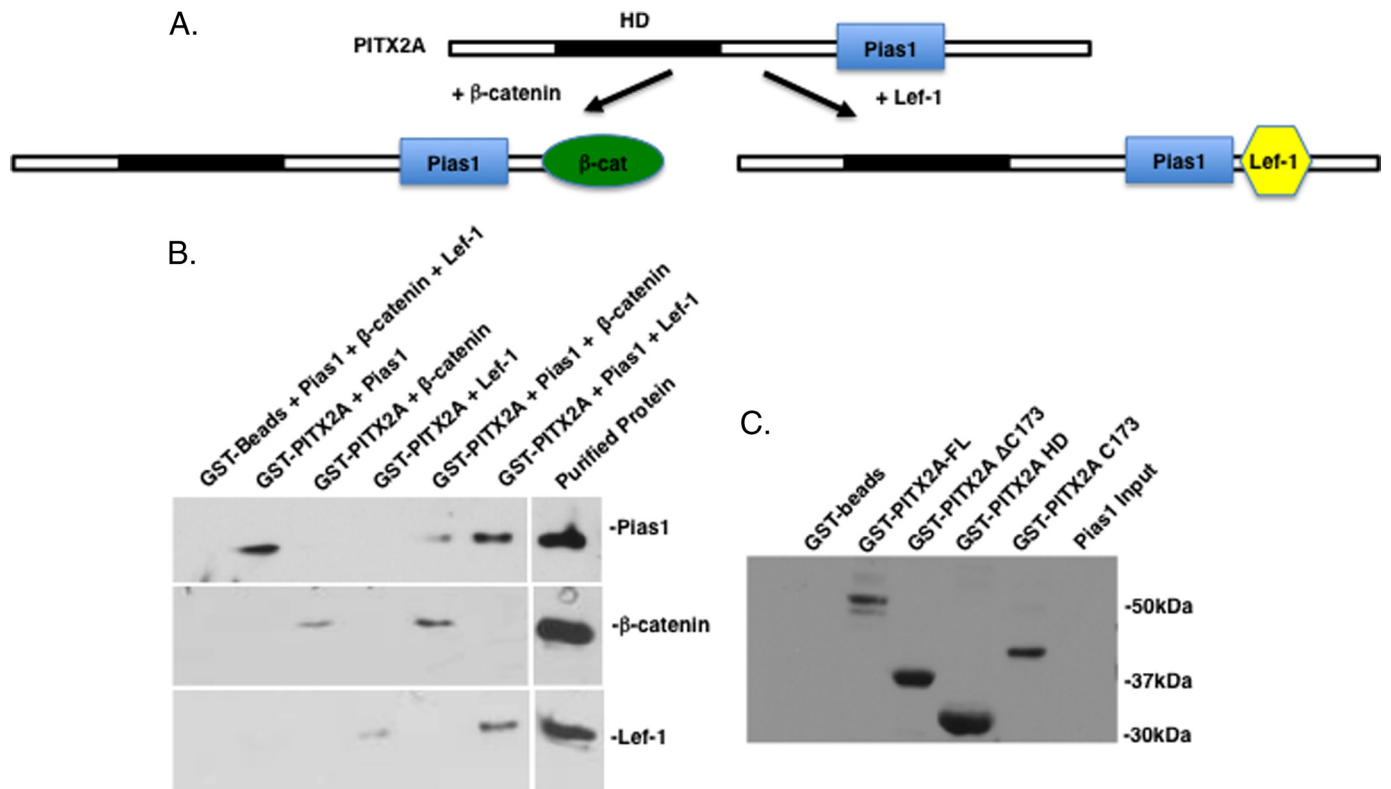 A.
HD
PITX2A
Pias1
+ β-catenin
+ Lef-1
Pias1
β-cat
Pias1
Lef-1
B.
GST-Beads + Pias1 + β-catenin + Lef-1
GST-PITX2A + Pias1
GST-PITX2A + β-catenin
GST-PITX2A + Lef-1
GST-PITX2A + Pias1 + β-catenin
GST-PITX2A + Pias1 + Lef-1
Purified Protein
-Pias1
-β-catenin
-Lef-1
C.
GST-beads
GST-PITX2A-FL
GST-PITX2A ΔC173
GST-PITX2A HD
GST-PITX2A C173
Pias1 Input
-50kDa
-37kDa
-30kDa